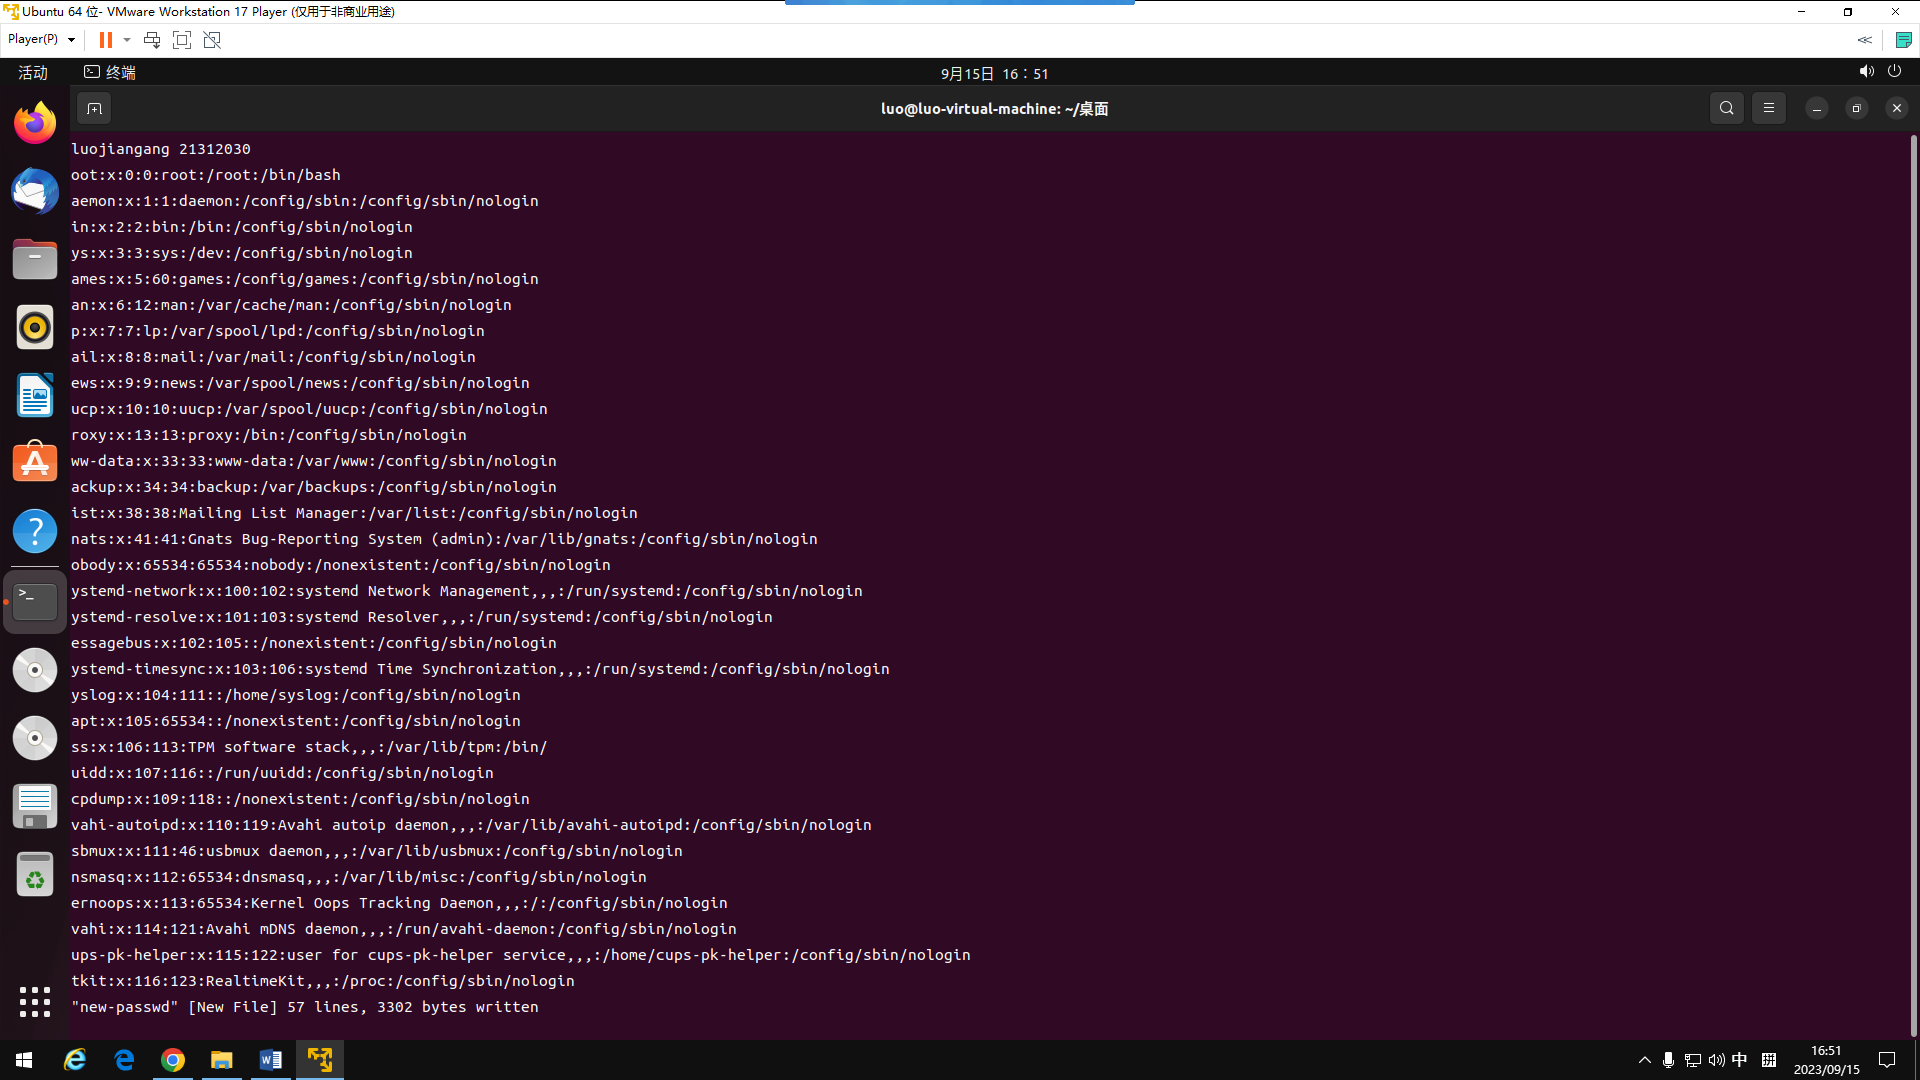 Ubuntu 64 位- VMware Workstation 17 Player (仅用于非商业用途)
Player(P)
活动
终端
9月15日 16：51
luo@luo-virtual-machine: ~/桌面
luojiangang 21312030
oot:x:0:0:root:/root:/bin/bash
aemon:x:1:1:daemon:/config/sbin:/config/sbin/nologin
in:x:2:2:bin:/bin:/config/sbin/nologin
ys:x:3:3:sys:/dev:/config/sbin/nologin
ames:x:5:60:games:/config/games:/config/sbin/nologin
an:x:6:12:man:/var/cache/man:/config/sbin/nologin
p:x:7:7:lp:/var/spool/lpd:/config/sbin/nologin
ail:x:8:8:mail:/var/mail:/config/sbin/nologin
ews:x:9:9:news:/var/spool/news:/config/sbin/nologin
ucp:x:10:10:uucp:/var/spool/uucp:/config/sbin/nologin
roxy:x:13:13:proxy:/bin:/config/sbin/nologin
ww-data:x:33:33:www-data:/var/www:/config/sbin/nologin
ackup:x:34:34:backup:/var/backups:/config/sbin/nologin
ist:x:38:38:Mailing List Manager:/var/list:/config/sbin/nologin
nats:x:41:41:Gnats Bug-Reporting System (admin):/var/lib/gnats:/config/sbin/nologin
obody:x:65534:65534:nobody:/nonexistent:/config/sbin/nologin
ystemd-network:x:100:102:systemd Network Management,,,:/run/systemd:/config/sbin/nologin
ystemd-resolve:x:101:103:systemd Resolver,,,:/run/systemd:/config/sbin/nologin
essagebus:x:102:105::/nonexistent:/config/sbin/nologin
ystemd-timesync:x:103:106:systemd Time Synchronization,,,:/run/systemd:/config/sbin/nologin
yslog:x:104:111::/home/syslog:/config/sbin/nologin
apt:x:105:65534::/nonexistent:/config/sbin/nologin
ss:x:106:113:TPM software stack,,,:/var/lib/tpm:/bin/
uidd:x:107:116::/run/uuidd:/config/sbin/nologin
cpdump:x:109:118::/nonexistent:/config/sbin/nologin
vahi-autoipd:x:110:119:Avahi autoip daemon,,,:/var/lib/avahi-autoipd:/config/sbin/nologin
sbmux:x:111:46:usbmux daemon,,,:/var/lib/usbmux:/config/sbin/nologin
nsmasq:x:112:65534:dnsmasq,,,:/var/lib/misc:/config/sbin/nologin
ernoops:x:113:65534:Kernel Oops Tracking Daemon,,,:/:/config/sbin/nologin
vahi:x:114:121:Avahi mDNS daemon,,,:/run/avahi-daemon:/config/sbin/nologin
ups-pk-helper:x:115:122:user for cups-pk-helper service,,,:/home/cups-pk-helper:/config/sbin/nologin
tkit:x:116:123:RealtimeKit,,,:/proc:/config/sbin/nologin
"new-passwd" [New File] 57 lines, 3302 bytes written
中
16:51
2023/09/15